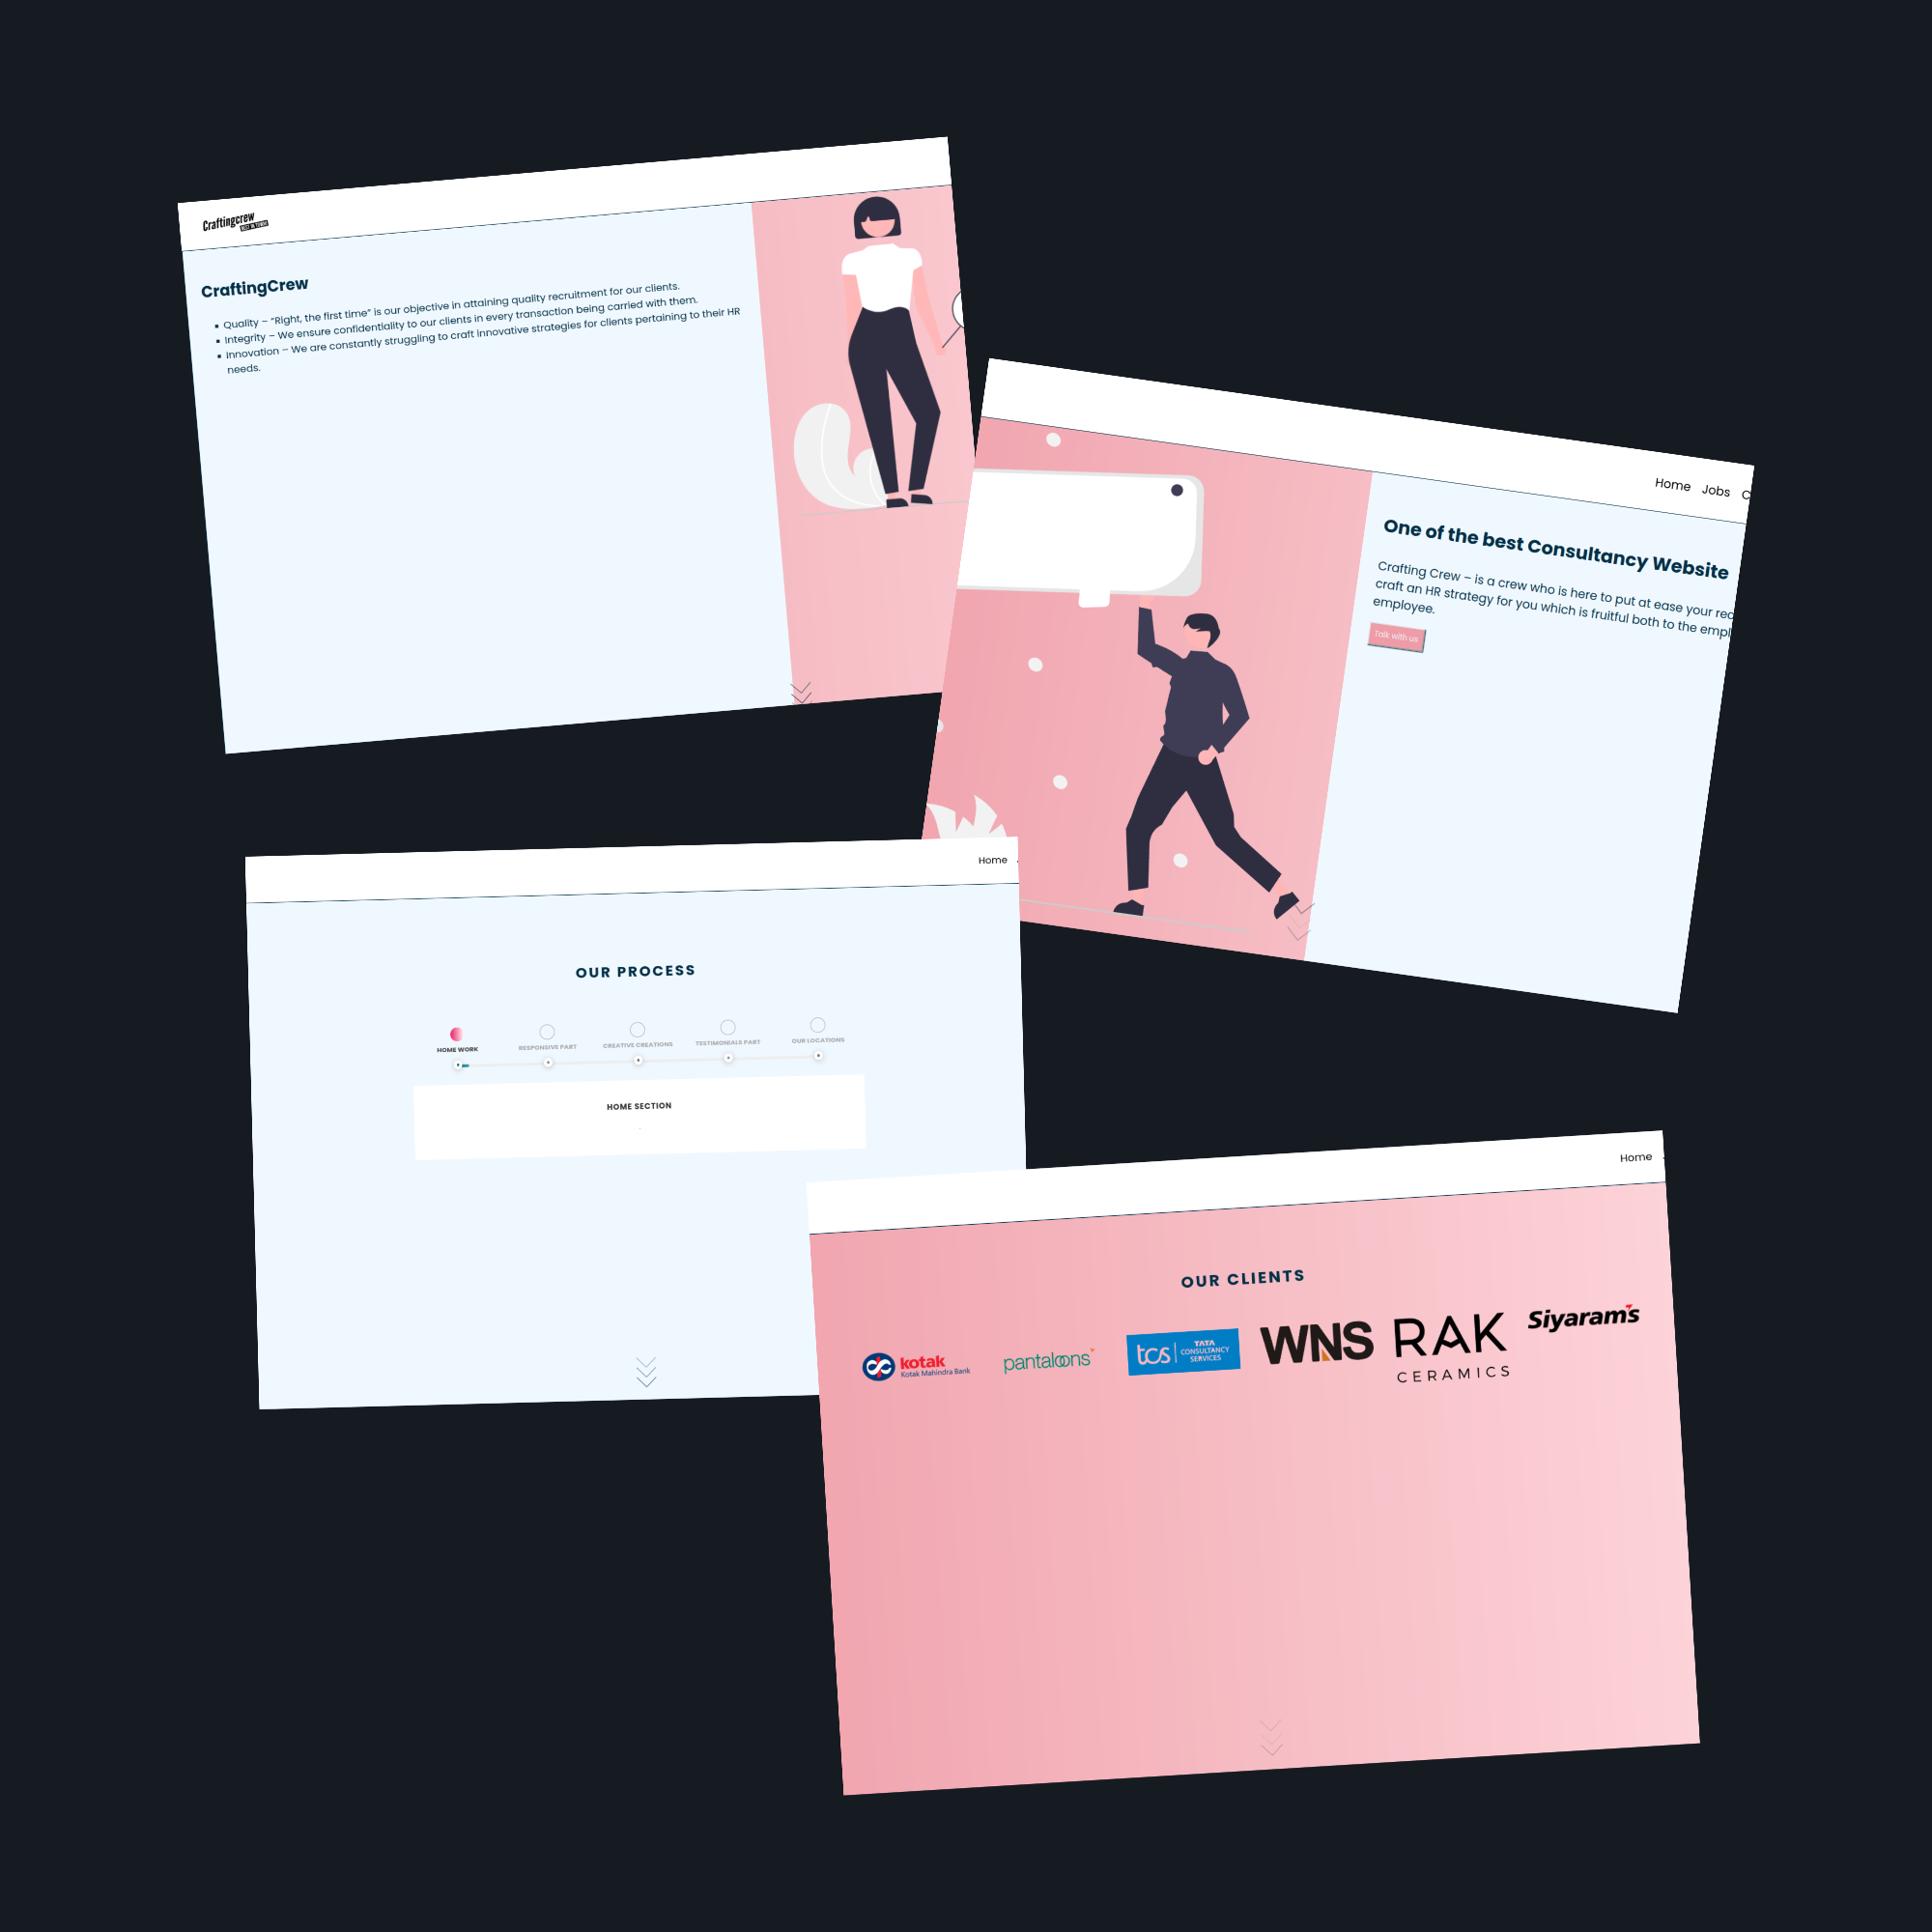 Craftingcrew
BEST IN TODAY
CraftingCrew
▪ Quality – “Right, the first time” is our objective in attaining quality recruitment for our clients.
▪ Integrity – We ensure confidentiality to our clients in every transaction being carried with them.
▪ Innovation – We are constantly struggling to craft innovative strategies for clients pertaining to their HR
needs.
Home Jobs C
One of the best Consultancy Website
Crafting Crew – is a crew who is here to put at ease your rec
craft an HR strategy for you which is fruitful both to the empl
employee.
Talk with us
Home
OUR PROCESS
HOME WORK RESPONSIVE PART CREATIVE CREATIONS TESTIMONIALS PART OUR LOCATIONS
HOME SECTION
Home
OUR CLIENTS
kotak
Kotak Mahindra Bank
pantaloons
tcs TATA
CONSULTANCY
SERVICES
WNS
RAK
CERAMICS
Siyaram's